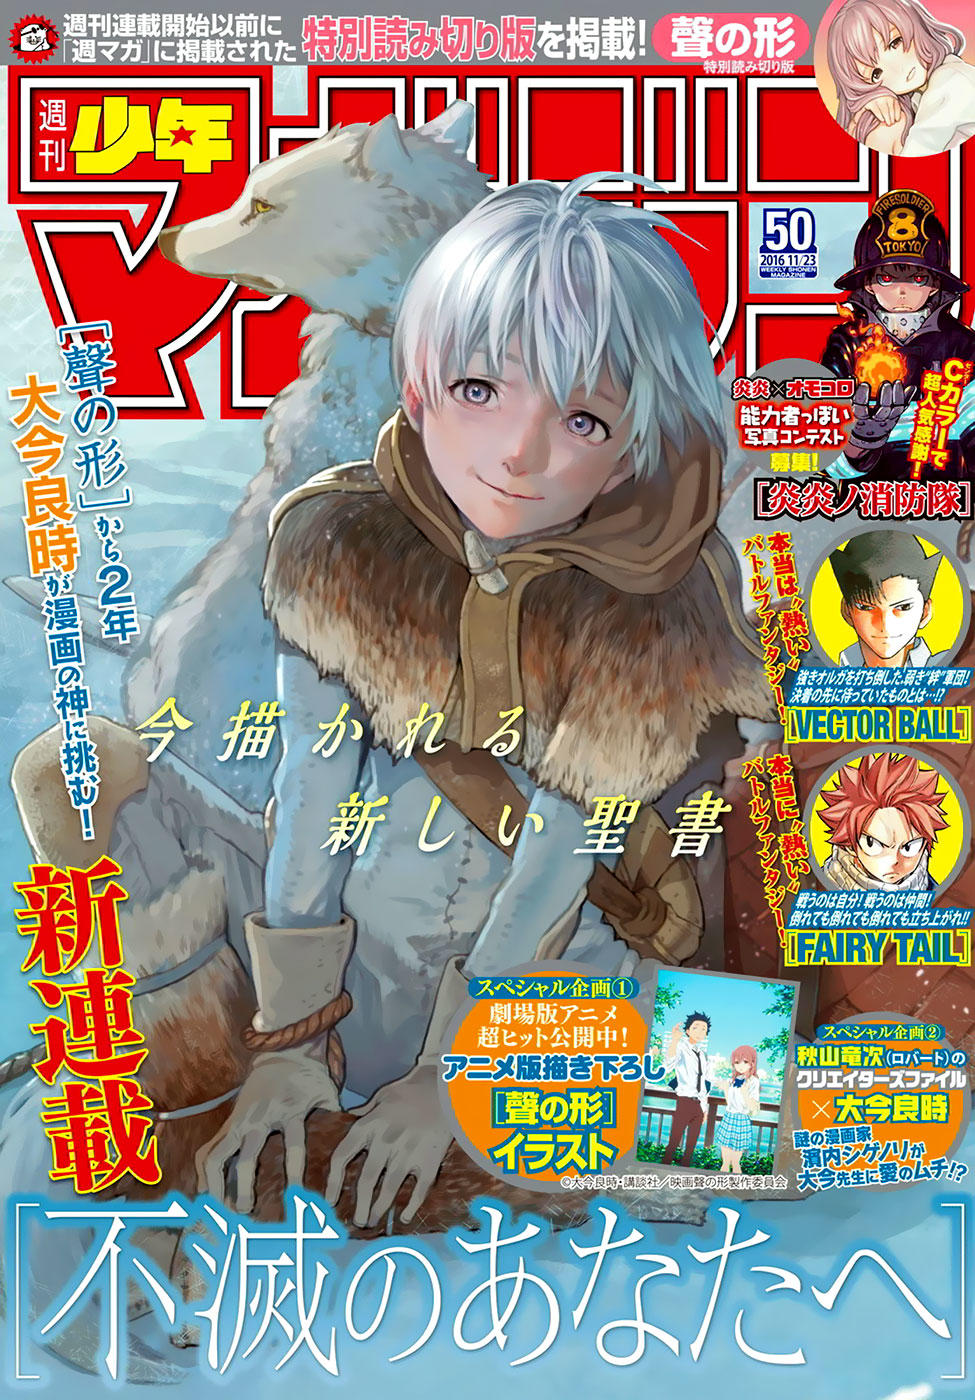 週刊連載開始以前に
「週マガ」に掲載された
特別読み切り版を掲載!
聲の形
特別読み切り版
週刊
少年
マガジン
50
2016 11/23
WEEKLY SHONEN
MAGAZINE
FIRESOLDIER
8
TOKYO
Cカラーで
超人気感謝!
炎炎×オモコロ
能力者っぽい
写真コンテスト
募集!
[炎炎ノ消防隊]
本当は〝熱い〟
バトルファンタジー!
強きオルガを打ち倒した、弱き“絆”軍団!
決着の先に待っていたものとは…!?
[VECTOR BALL]
本当に〝熱い〟
バトルファンタジー!
戦うのは自分! 戦うのは仲間!
倒れても倒れても倒れても立ち上がれ!!
[FAIRY TAIL]
[聲の形]から2年
大今良時が漫画の神に挑む!
今描かれる
新しい聖書
新連載
スペシャル企画①
劇場版アニメ
超ヒット公開中!
アニメ版描き下ろし
[聲の形]
イラスト
©大今良時・講談社/映画聲の形製作委員会
スペシャル企画②
秋山竜次(ロバート)の
クリエイターズファイル
×大今良時
謎の漫画家
濱内シゲノリが
大今先生に愛のムチ!?
[不滅のあなたへ]